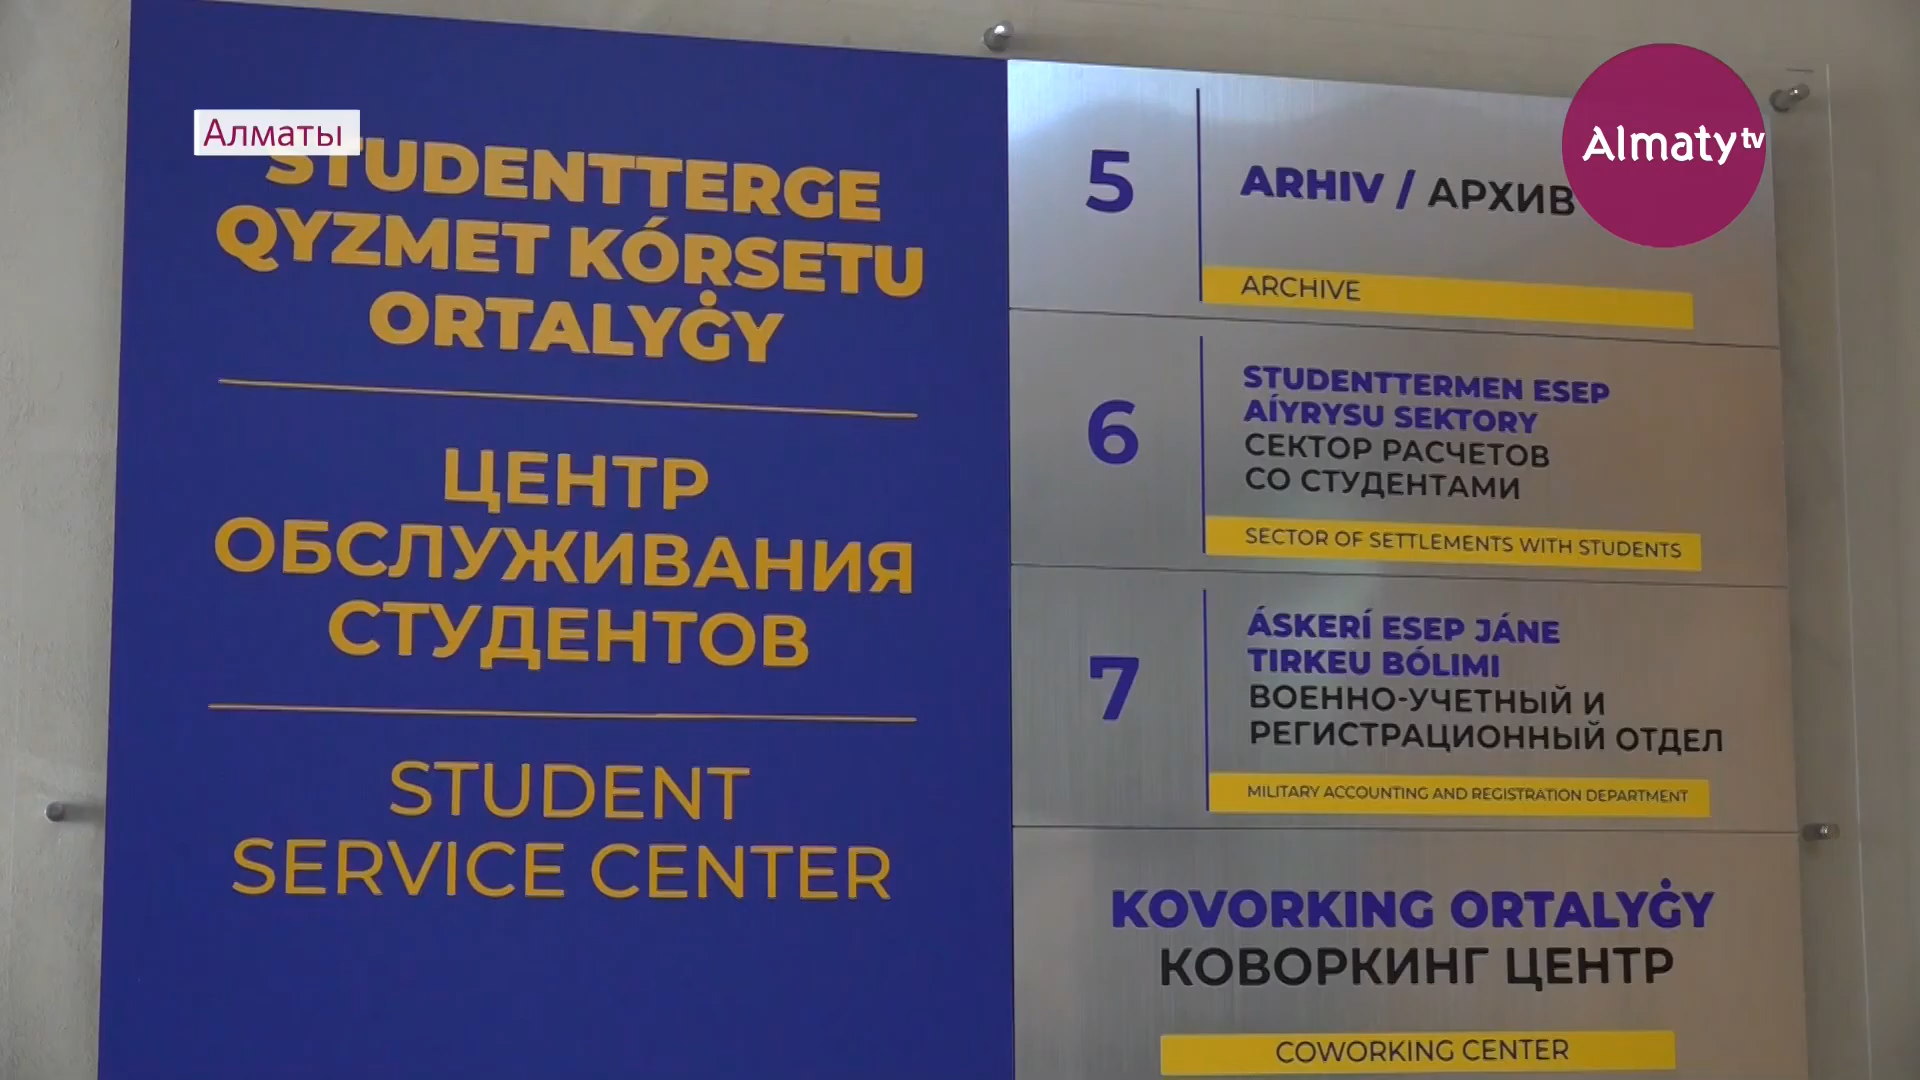 Алматы
STUDENTTERGE
QYZMET KÓRSETU
ORTALYǴY
ЦЕНТР
ОБСЛУЖИВАНИЯ
СТУДЕНТОВ
STUDENT
SERVICE CENTER
Almaty tv
5
ARHIV / АРХИВ
ARCHIVE
6
STUDENTTERMEN ESEP
AÍYRYSU SEKTORY
СЕКТОР РАСЧЕТОВ
СО СТУДЕНТАМИ
SECTOR OF SETTLEMENTS WITH STUDENTS
7
ÁSKERÍ ESEP JÁNE
TIRKEU BÓLIMI
ВОЕННО-УЧЕТНЫЙ И
РЕГИСТРАЦИОННЫЙ ОТДЕЛ
MILITARY ACCOUNTING AND REGISTRATION DEPARTMENT
KOVORKING ORTALYĠY
КОВОРКИНГ ЦЕНТР
COWORKING CENTER